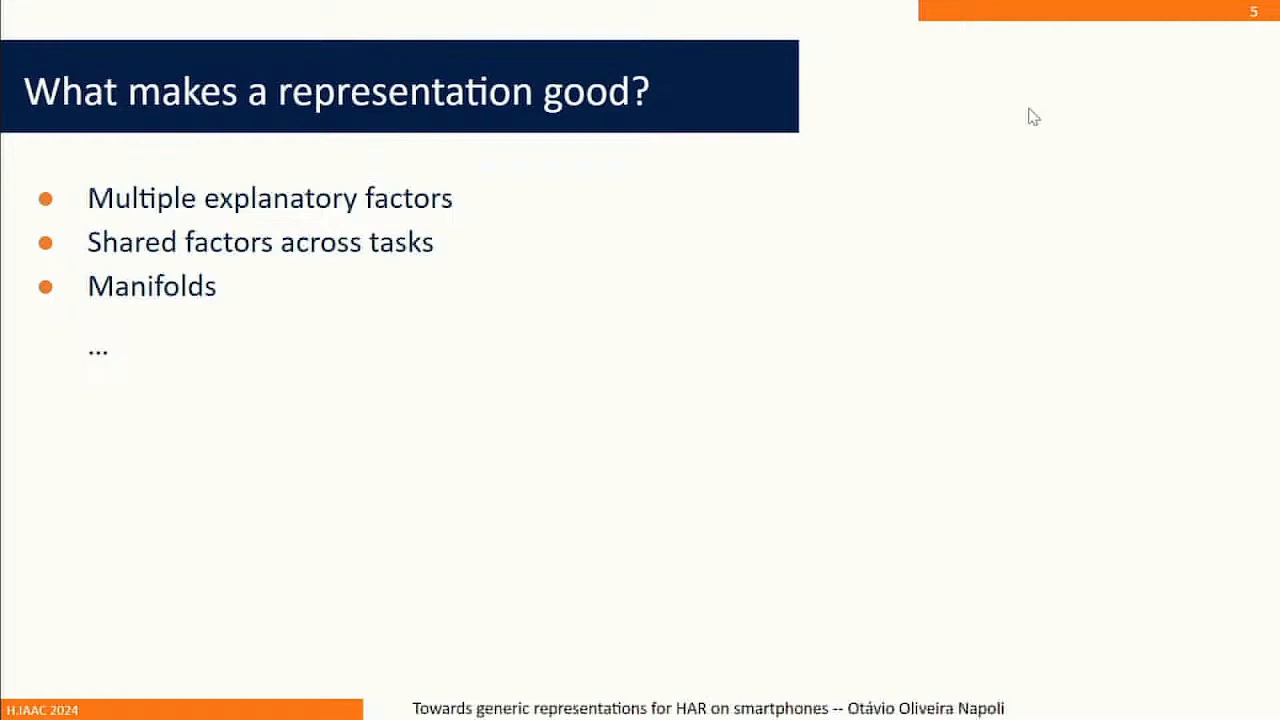 5
What makes a representation good?
Multiple explanatory factors
Shared factors across tasks
Manifolds
...
H.IAAC 2024
Towards generic representations for HAR on smartphones -- Otávio Oliveira Napoli